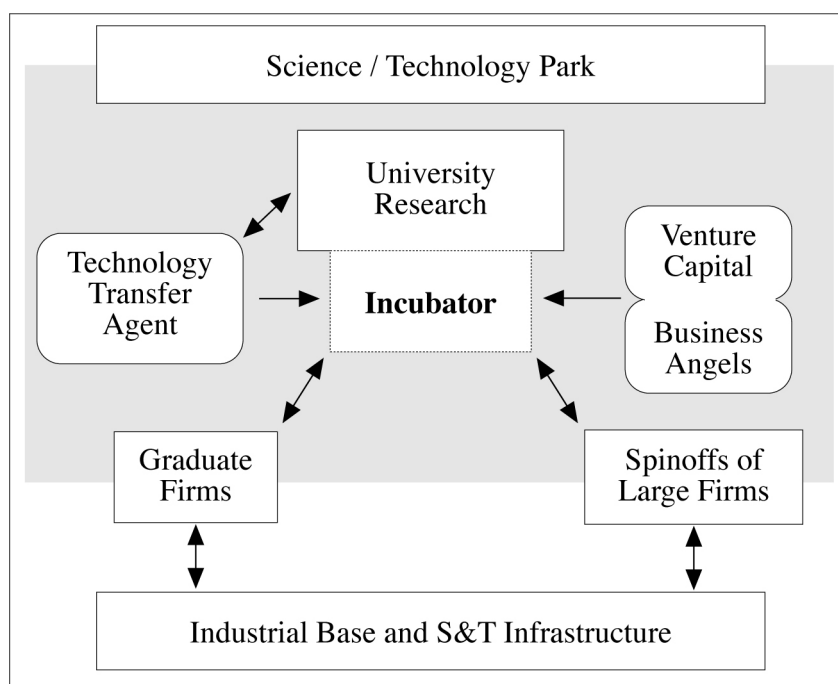 Science / Technology Park
University
Research
Technology
Transfer
Agent
Incubator
Venture
Capital
Business
Angels
Graduate
Firms
Spinoffs of
Large Firms
Industrial Base and S&T Infrastructure